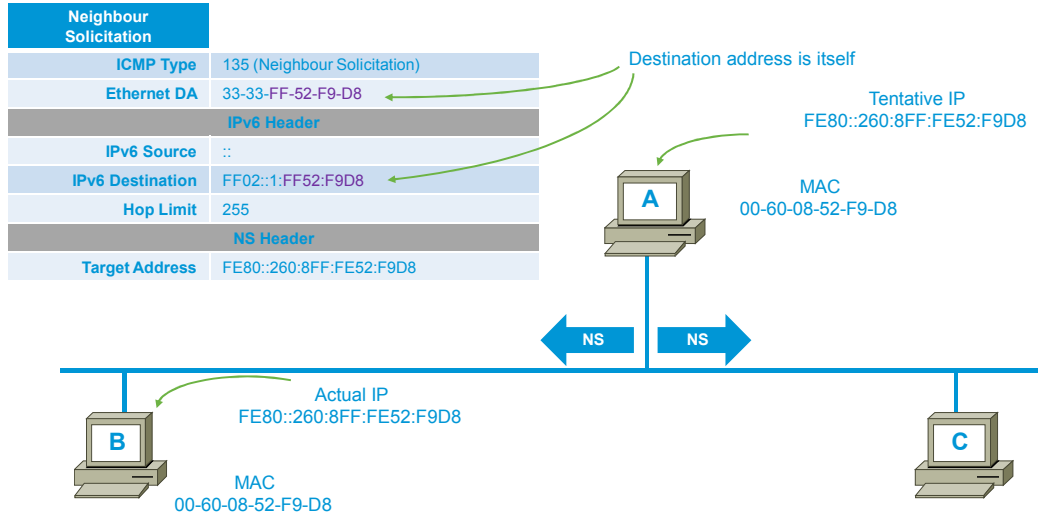 Neighbour
Solicitation
ICMP Type 135 (Neighbour Solicitation)
Ethernet DA 33-33-FF-52-F9-D8
IPv6 Header
IPv6 Source ::
IPv6 Destination FF02::1:FF52:F9D8
Hop Limit 255
NS Header
Target Address FE80::260:8FF:FE52:F9D8
Destination address is itself
Tentative IP
FE80::260:8FF:FE52:F9D8
A
MAC
00-60-08-52-F9-D8
NS
NS
Actual IP
FE80::260:8FF:FE52:F9D8
B
MAC
00-60-08-52-F9-D8
C